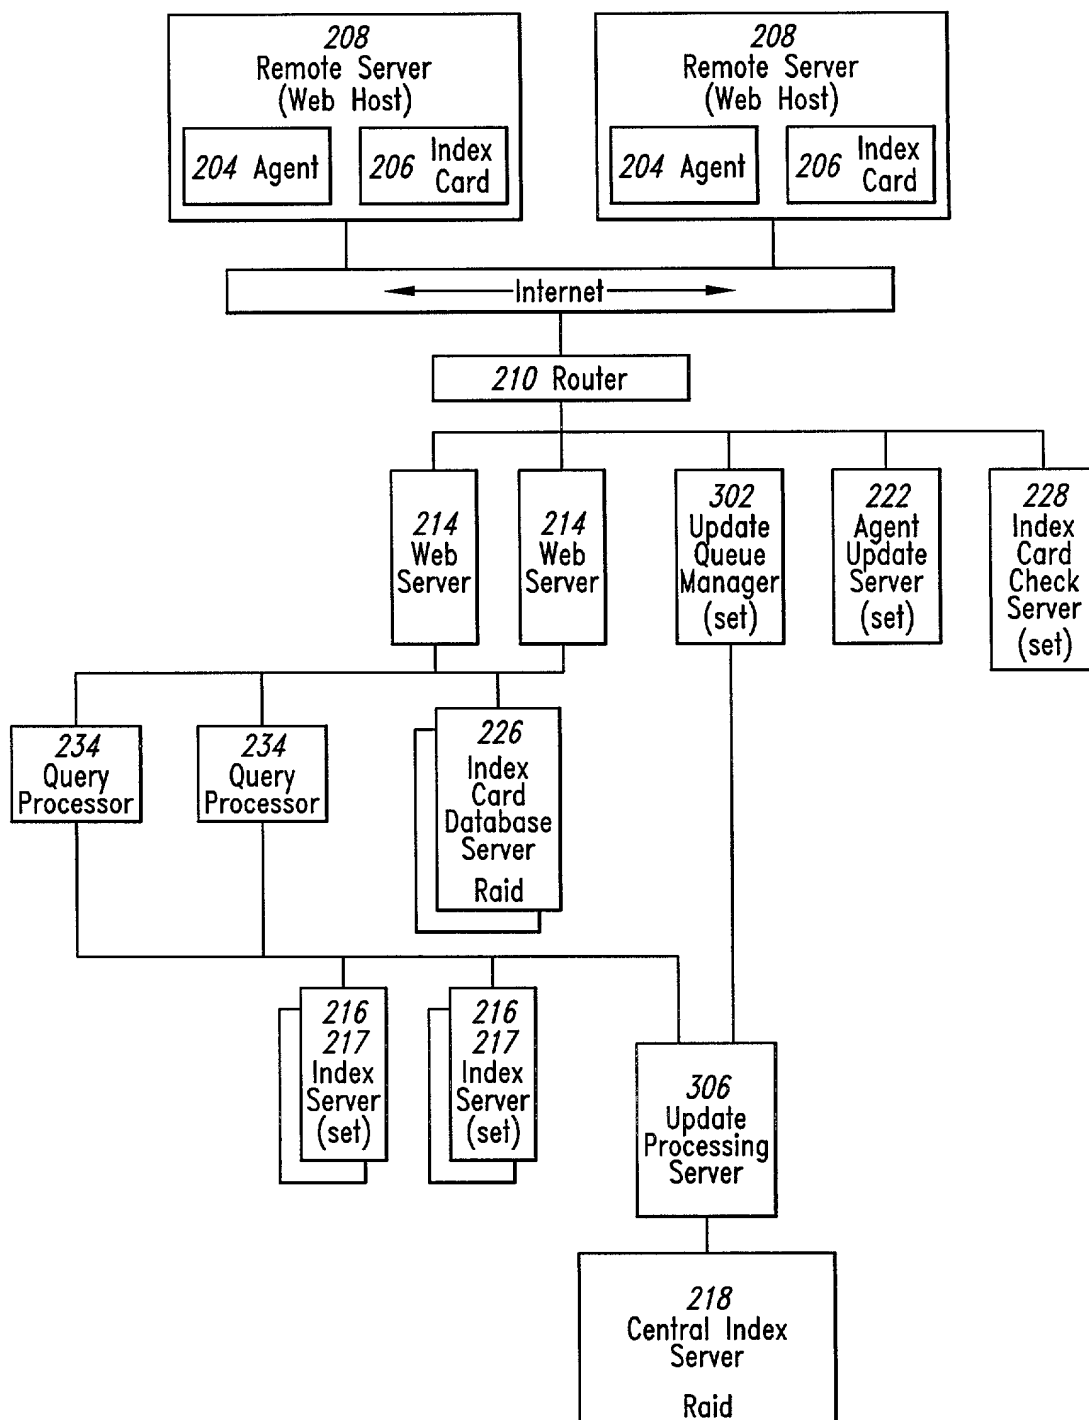 208
Remote Server
(Web Host)
204 Agent
206 Index
Card
208
Remote Server
(Web Host)
204 Agent
206 Index
Card
Internet
210 Router
214
Web
Server
214
Web
Server
302
Update
Queue
Manager
(set)
222
Agent
Update
Server
(set)
228
Index
Card
Check
Server
(set)
234
Query
Processor
234
Query
Processor
226
Index
Card
Database
Server
Raid
216
217
Index
Server
(set)
216
217
Index
Server
(set)
306
Update
Processing
Server
218
Central Index
Server
Raid